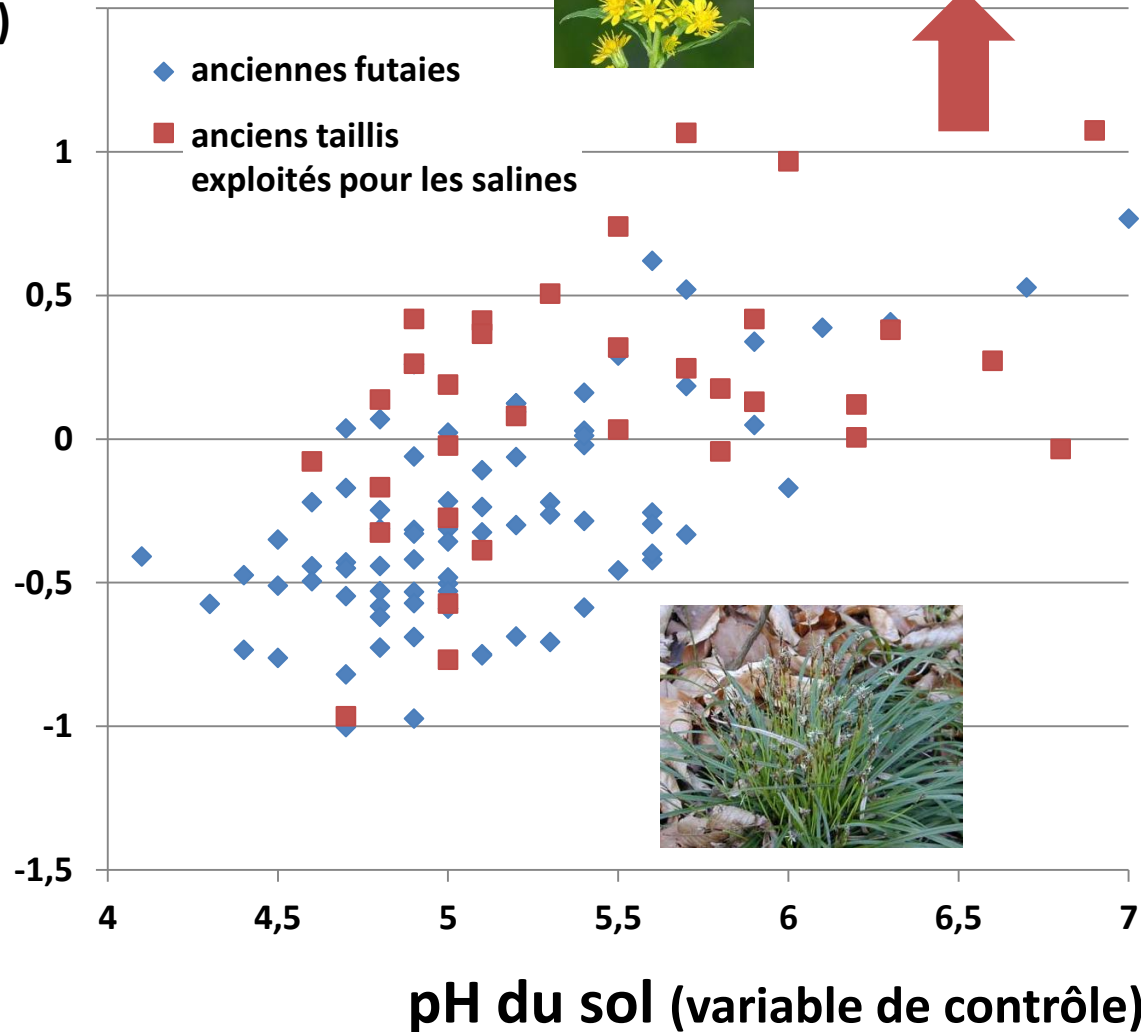 )
anciennes futaies
anciens taillis
exploités pour les salines
1
0,5
0
-0,5
-1
-1,5
4 4,5 5 5,5 6 6,5 7
pH du sol (variable de contrôle)